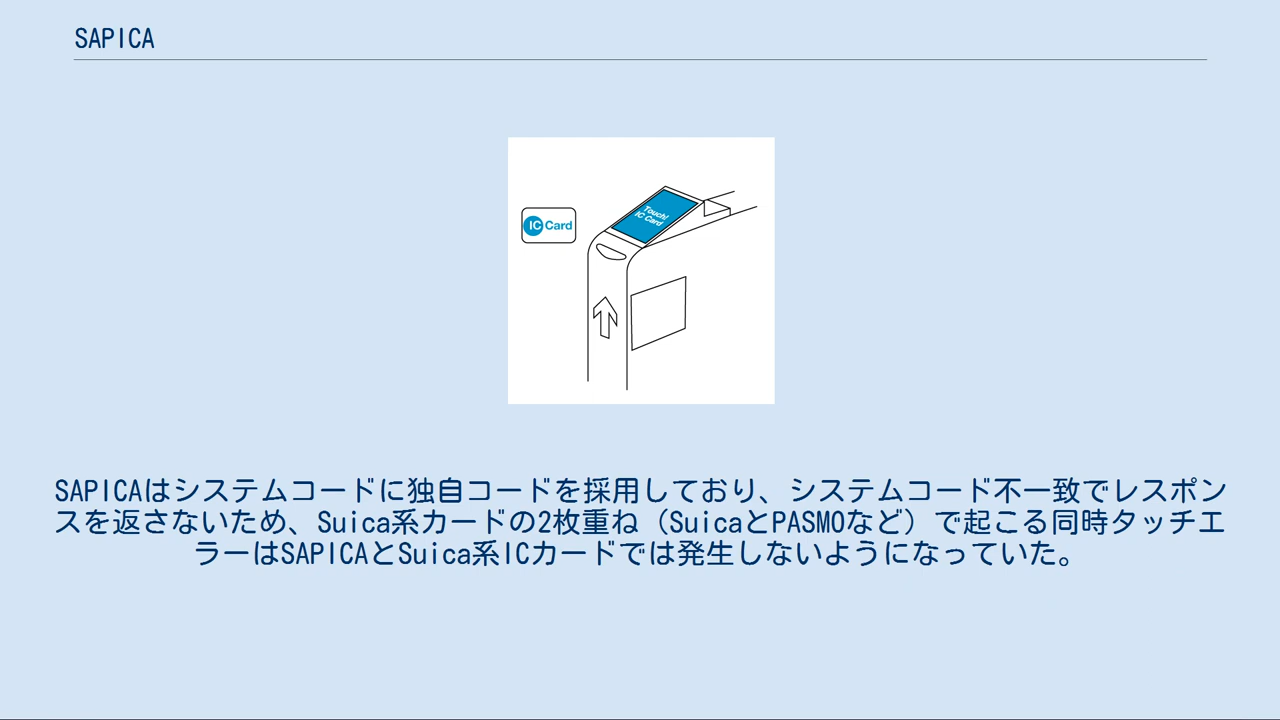 SAPICA
Touch!
IC Card
IC Card
SAPICAはシステムコードに独自コードを採用しており、システムコード不一致でレスポン
スを返さないため、Suica系カードの2枚重ね（SuicaとPASMOなど）で起こる同時タッチエ
ラーはSAPICAとSuica系ICカードでは発生しないようになっていた。